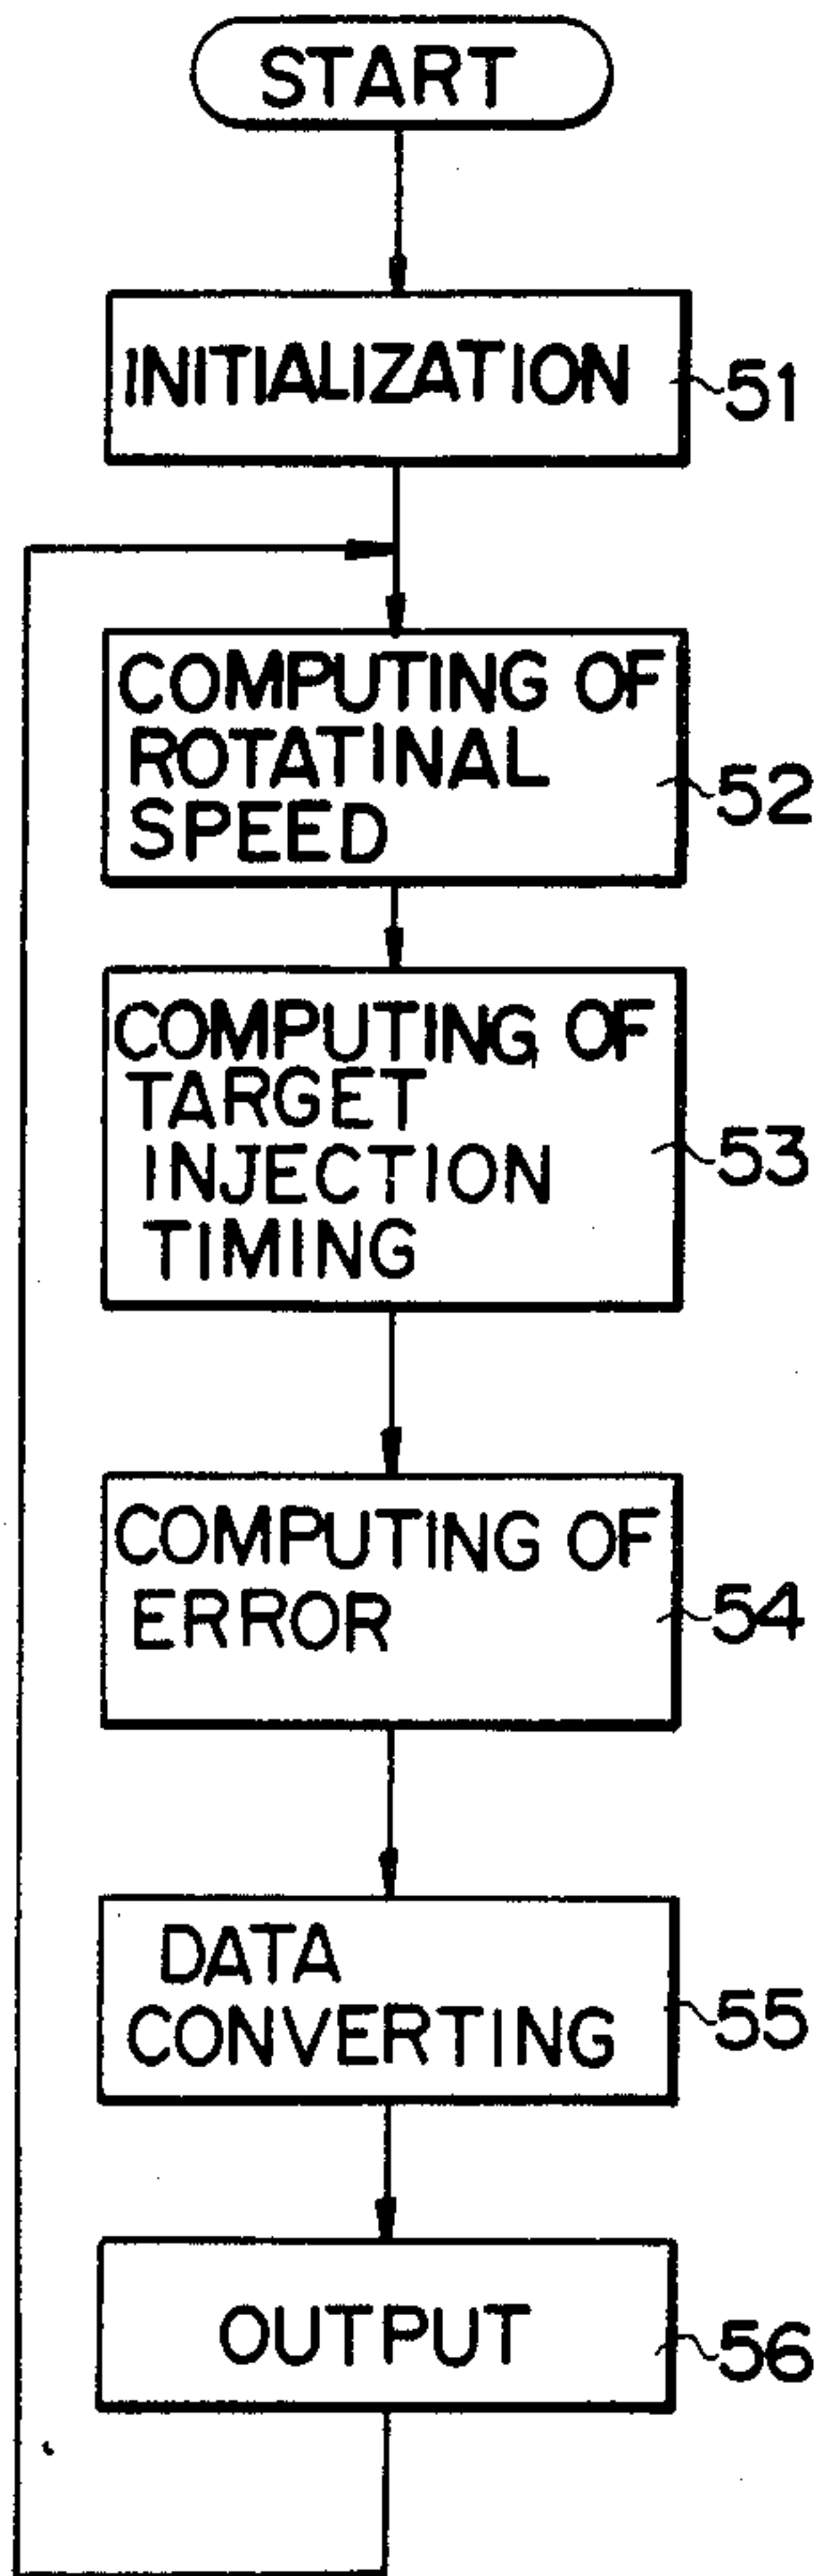 START
INITIALIZATION
51
COMPUTING OF
ROTATINAL
SPEED
52
COMPUTING OF
TARGET
INJECTION
TIMING
53
COMPUTING OF
ERROR
54
DATA
CONVERTING
55
OUTPUT
56